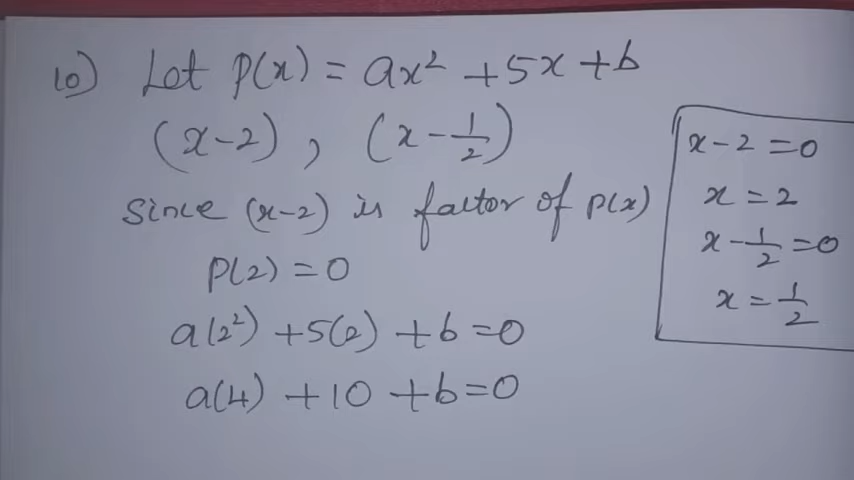 10) Let P(x) = ax² + 5x + b
(x-2), (x-1/2)
Since (x-2) is factor of P(x)
P(2) = 0
a(2²) + 5(2) + b = 0
a(4) + 10 + b = 0
x - 2 = 0
x = 2
x - 1/2 = 0
x = 1/2